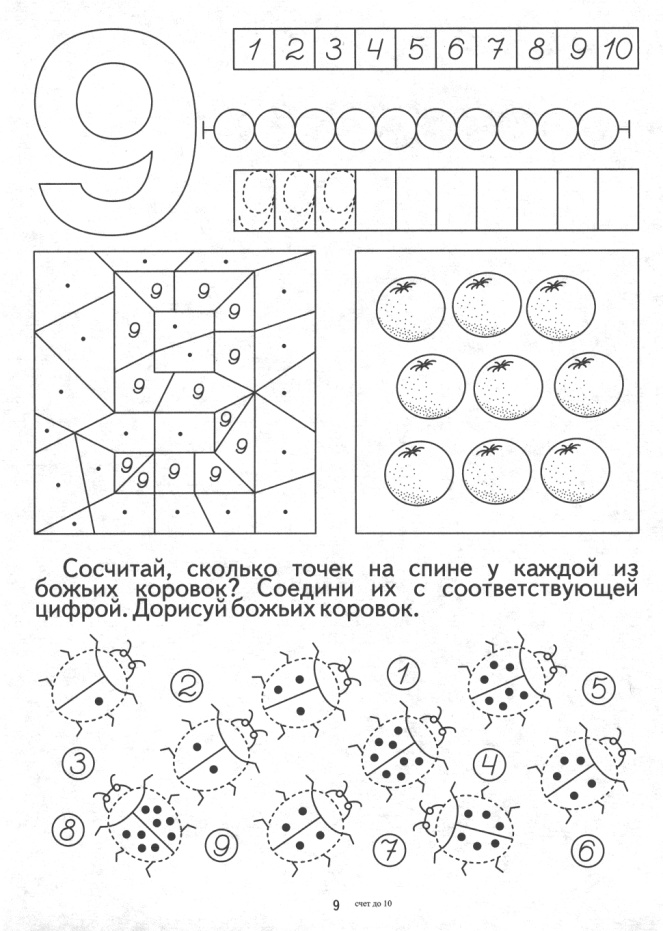 9
1 2 3 4 5 6 7 8 9 10
9 9 9
9 9
9 9
9
9 9
9
9 9 9
9
Сосчитай, сколько точек на спине у каждой из
божьих коровок? Соедини их с соответствующей
цифрой. Дорисуй божьих коровок.
2 1 5
3 4
8 9 7 6
9 счет до 10